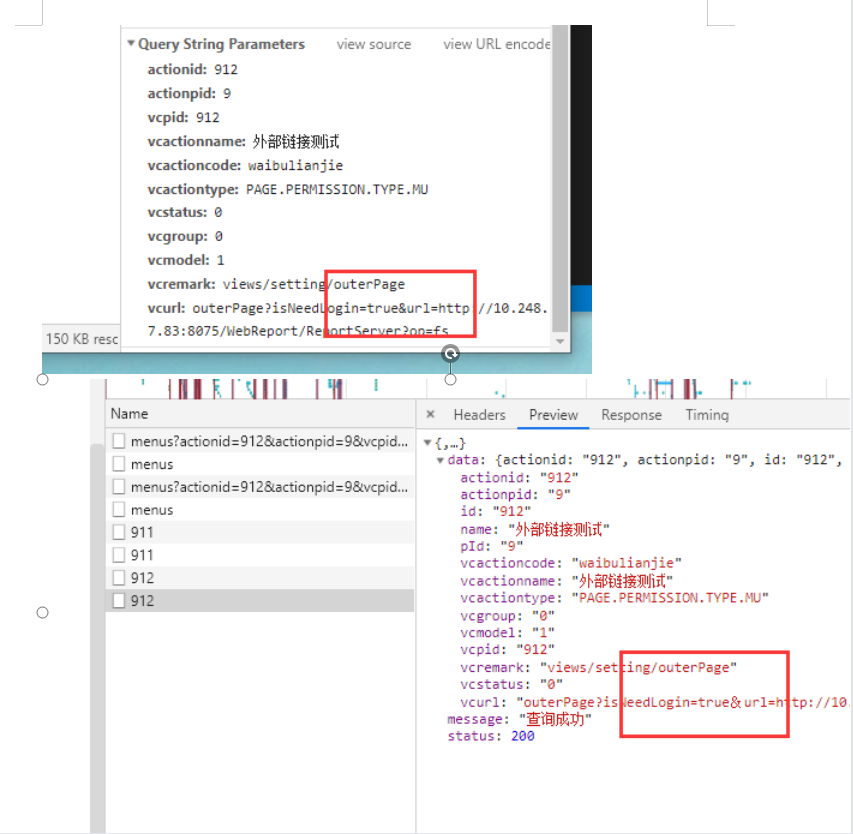 Query String Parameters view source view URL encode
actionid: 912
actionpid: 9
vcpid: 912
vcactionname: 外部链接测试
vcactioncode: waibulianjie
vcactiontype: PAGE.PERMISSION.TYPE.MU
vcstatus: 0
vcgroup: 0
vcmodel: 1
vcremark: views/setting/outerPage
vcurl: outerPage?isNeedLogin=true&url=http://10.248.
7.83:8075/WebReport/ReportServer?op=fs
150 KB resc
Name
menus?actionid=912&actionpid=9&vcpid...
menus
menus?actionid=912&actionpid=9&vcpid...
menus
911
911
912
912
× Headers Preview Response Timing
{,…}
data: {actionid: "912", actionpid: "9", id: "912",
actionid: "912"
actionpid: "9"
id: "912"
name: "外部链接测试"
pId: "9"
vcactioncode: "waibulianjie"
vcactionname: "外部链接测试"
vcactiontype: "PAGE.PERMISSION.TYPE.MU"
vcgroup: "0"
vcmodel: "1"
vcpid: "912"
vcremark: "views/setting/outerPage"
vcstatus: "0"
vcurl: "outerPage?isNeedLogin=true＆url=http://10.
message: "查询成功"
status: 200